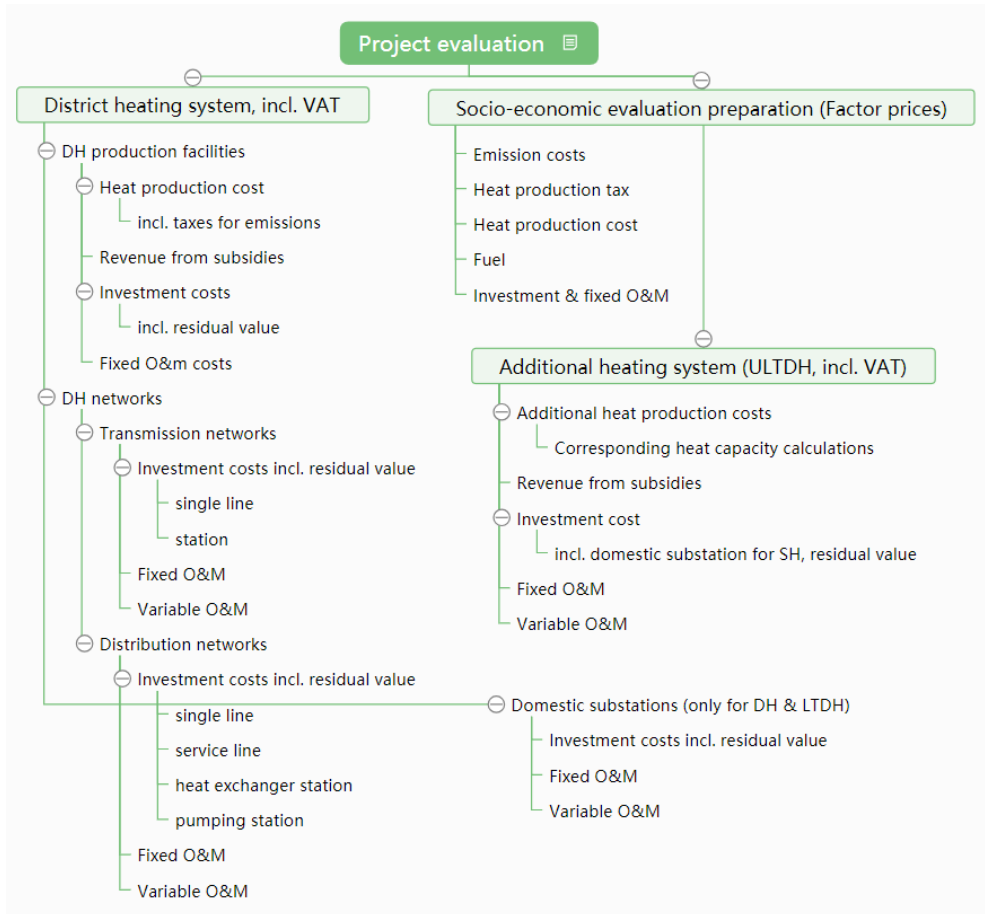 Project evaluation
District heating system, incl. VAT
DH production facilities
Heat production cost
incl. taxes for emissions
Revenue from subsidies
Investment costs
incl. residual value
Fixed O&m costs
DH networks
Transmission networks
Investment costs incl. residual value
single line
station
Fixed O&M
Variable O&M
Distribution networks
Investment costs incl. residual value
single line
service line
heat exchanger station
pumping station
Fixed O&M
Variable O&M
Domestic substations (only for DH & LTDH)
Investment costs incl. residual value
Fixed O&M
Variable O&M
Socio-economic evaluation preparation (Factor prices)
Emission costs
Heat production tax
Heat production cost
Fuel
Investment & fixed O&M
Additional heating system (ULTDH, incl. VAT)
Additional heat production costs
Corresponding heat capacity calculations
Revenue from subsidies
Investment cost
incl. domestic substation for SH, residual value
Fixed O&M
Variable O&M